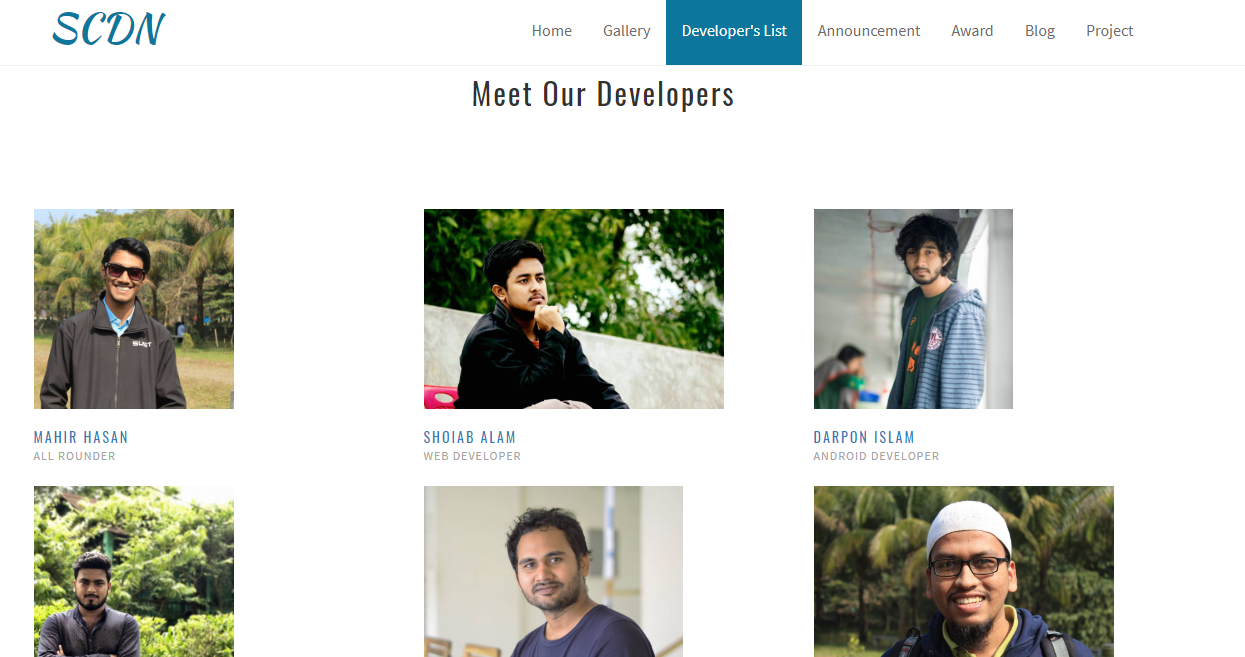 SCDN
Home Gallery Developer's List Announcement Award Blog Project
Meet Our Developers
SUST
MAHIR HASAN
ALL ROUNDER
SHOIAB ALAM
WEB DEVELOPER
DARPON ISLAM
ANDROID DEVELOPER